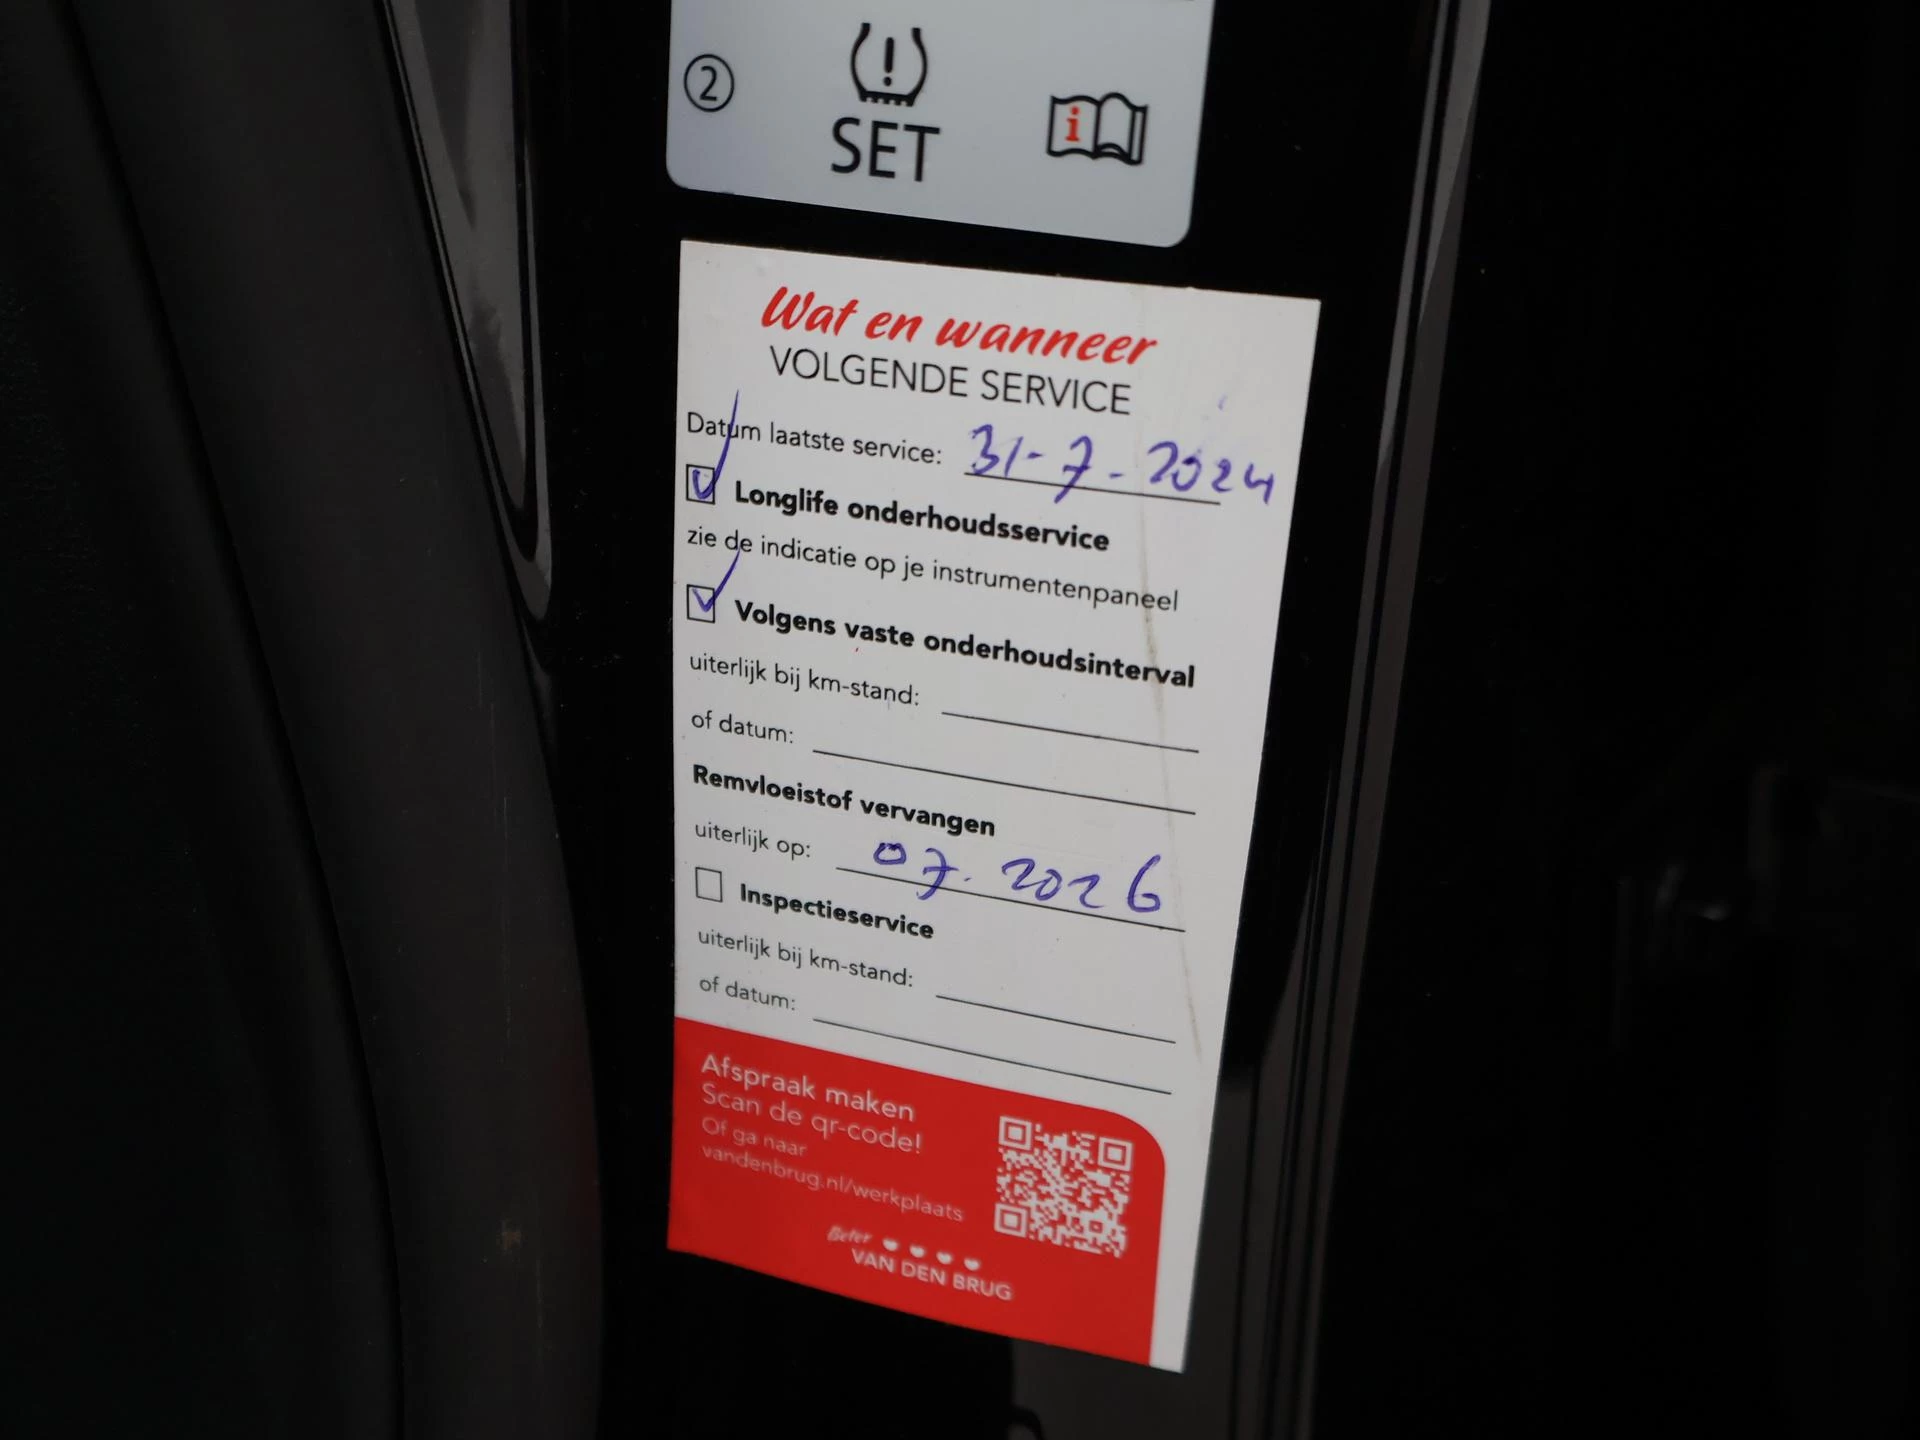 ②
SET
i
Wat en wanneer
VOLGENDE SERVICE
Datum laatste service: 31-7-2024
Longlife onderhoudsservice
zie de indicatie op je instrumentenpaneel
Volgens vaste onderhoudsinterval
uiterlijk bij km-stand:
of datum:
Remvloeistof vervangen
uiterlijk op: 07.2026
Inspectieservice
uiterlijk bij km-stand:
of datum:
Afspraak maken
Scan de qr-code!
Of ga naar
vandenbrug.nl/werkplaats
Beter
VAN DEN BRUG